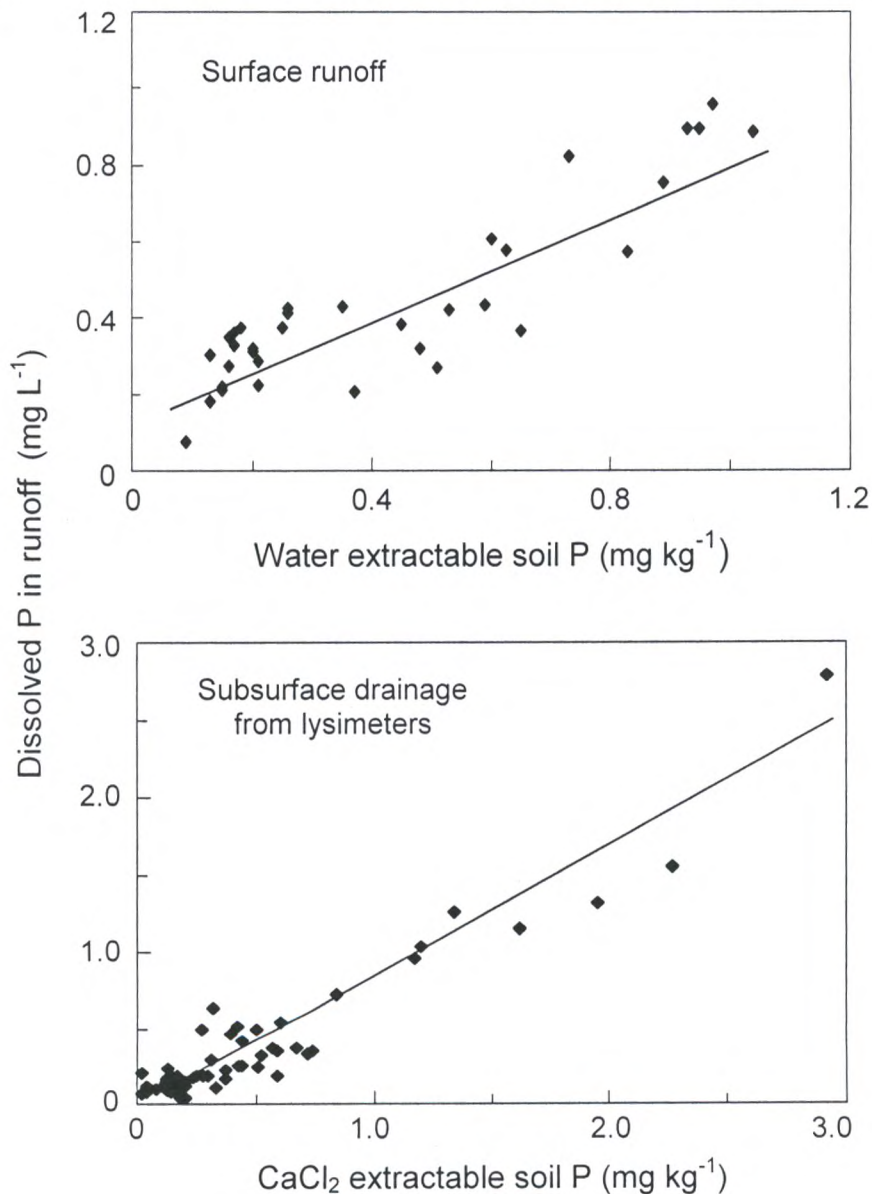 1.2
Surface runoff
0.8
0.4
0
0 0.4 0.8 1.2
Water extractable soil P (mg kg⁻¹)
Dissolved P in runoff (mg L⁻¹)
3.0
Subsurface drainage
from lysimeters
2.0
1.0
0
0 1.0 2.0 3.0
CaCl₂ extractable soil P (mg kg⁻¹)